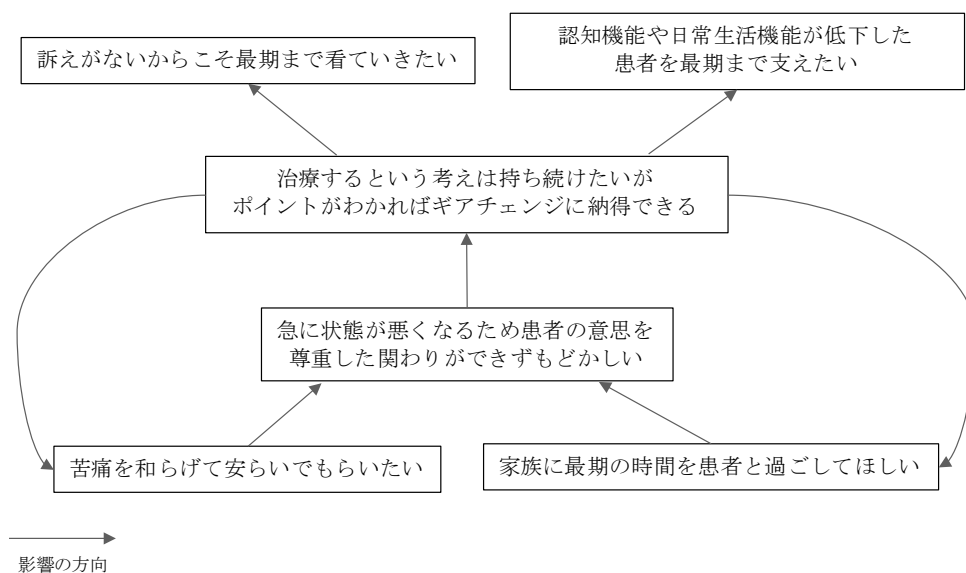 訴えがないからこそ最期まで看ていきたい
認知機能や日常生活機能が低下した
患者を最期まで支えたい
治療するという考えは持ち続けたいが
ポイントがわかればギアチェンジに納得できる
急に状態が悪くなるため患者の意思を
尊重した関わりができずもどかしい
苦痛を和らげて安らいでもらいたい
家族に最期の時間を患者と過ごしてほしい
影響の方向